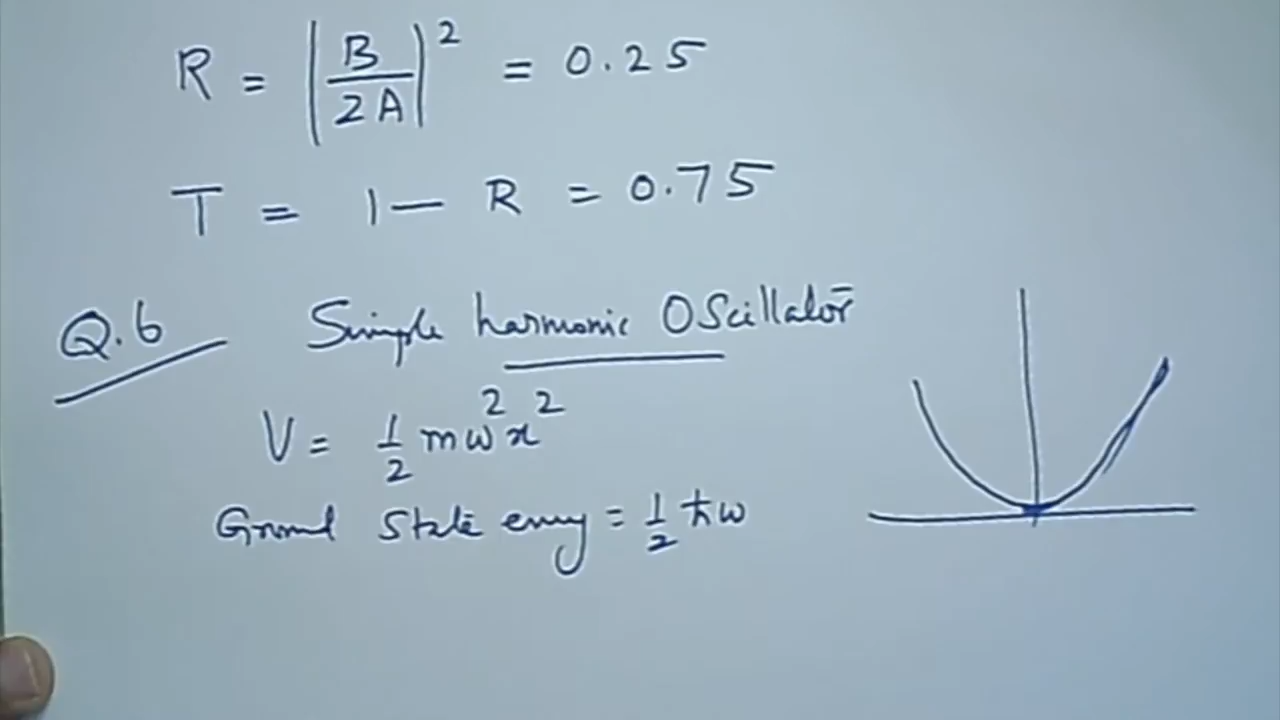 R = |B/2A|² = 0.25
T = 1 – R = 0.75
Q.6 Simple harmonic Oscillator
V = ½ mω²x²
Ground State energy = ½ ħω